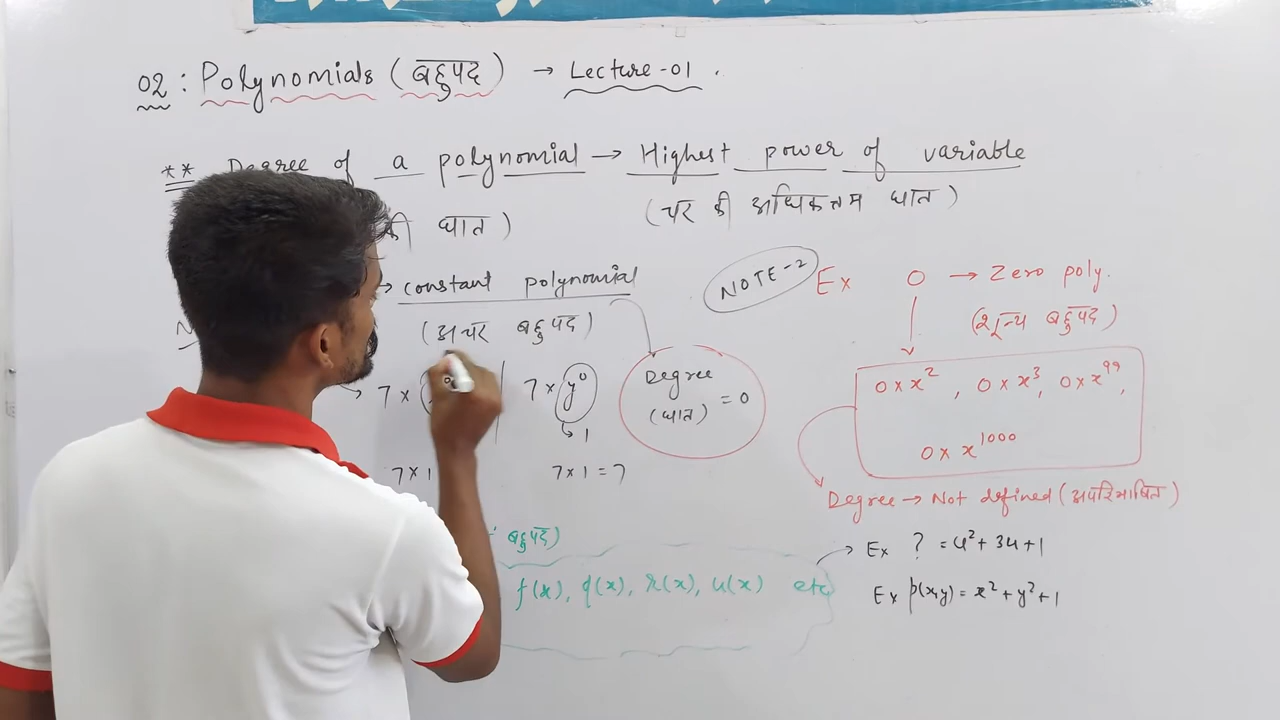 02 : Polynomials (बहुपद) → Lecture-01 .
** Degree of a polynomial → Highest power of variable
की घात) (चर की अधिकतम घात)
→ constant polynomial
(अचर बहुपद)
NOTE-2
Ex 0 → Zero poly.
(शून्य बहुपद)
7 × 7 × y⁰
→ 1
7 × 1 7 × 1 = 7
Degree
(घात) = 0
0 × x² , 0 × x³, 0 × x⁹⁹,
0 × x¹⁰⁰⁰
Degree → Not defined (अपरिभाषित)
बहुपद)
f(x), q(x), r(x), u(x) etc
Ex ? = u² + 3u + 1
Ex p(x,y) = x² + y² + 1